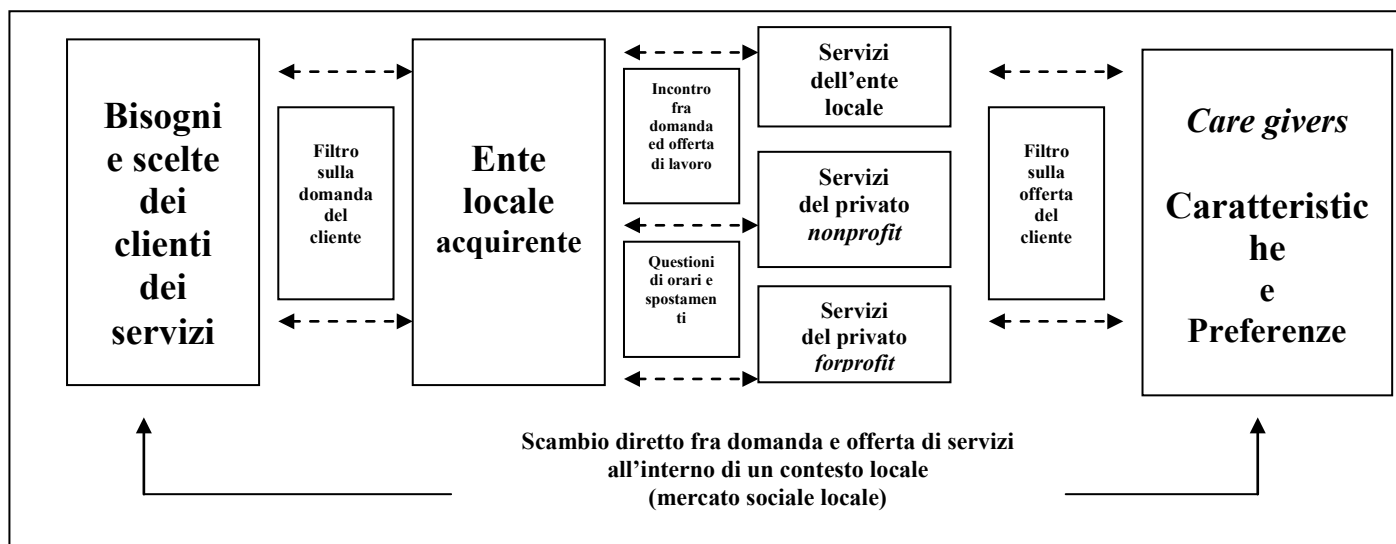 Bisogni
e scelte
dei
clienti
dei
servizi
Filtro
sulla
domanda
del
cliente
Ente
locale
acquirente
Incontro
fra
domanda
ed offerta
di lavoro
Questioni
di orari e
spostamen
ti
Servizi
dell'ente
locale
Servizi
del privato
nonprofit
Servizi
del privato
forprofit
Filtro
sulla
offerta
del
cliente
Care givers
Caratteristic
he
e
Preferenze
Scambio diretto fra domanda e offerta di servizi
all'interno di un contesto locale
(mercato sociale locale)